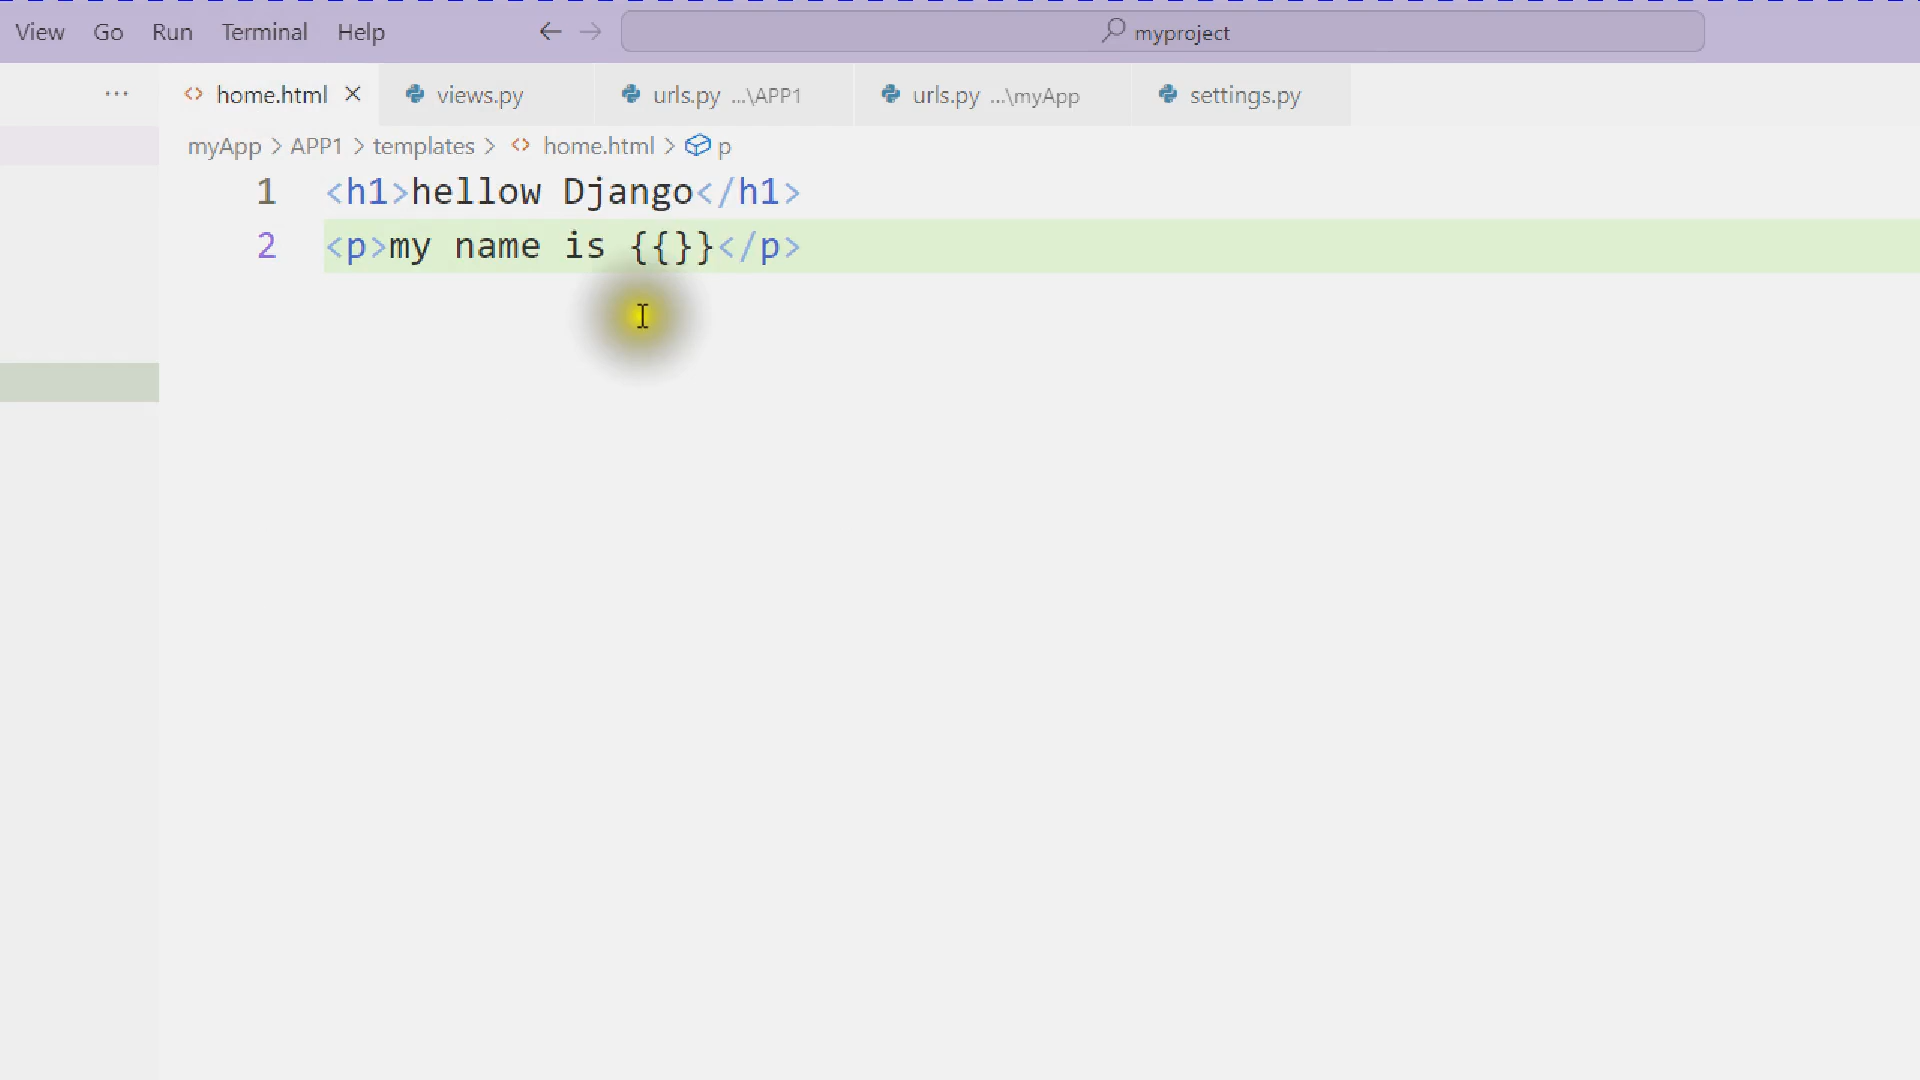 View Go Run Terminal Help myproject
home.html views.py urls.py ...\APP1 urls.py ...\myApp settings.py
myApp > APP1 > templates > home.html > p
1 <h1>hellow Django</h1>
2 <p>my name is {{}}</p>